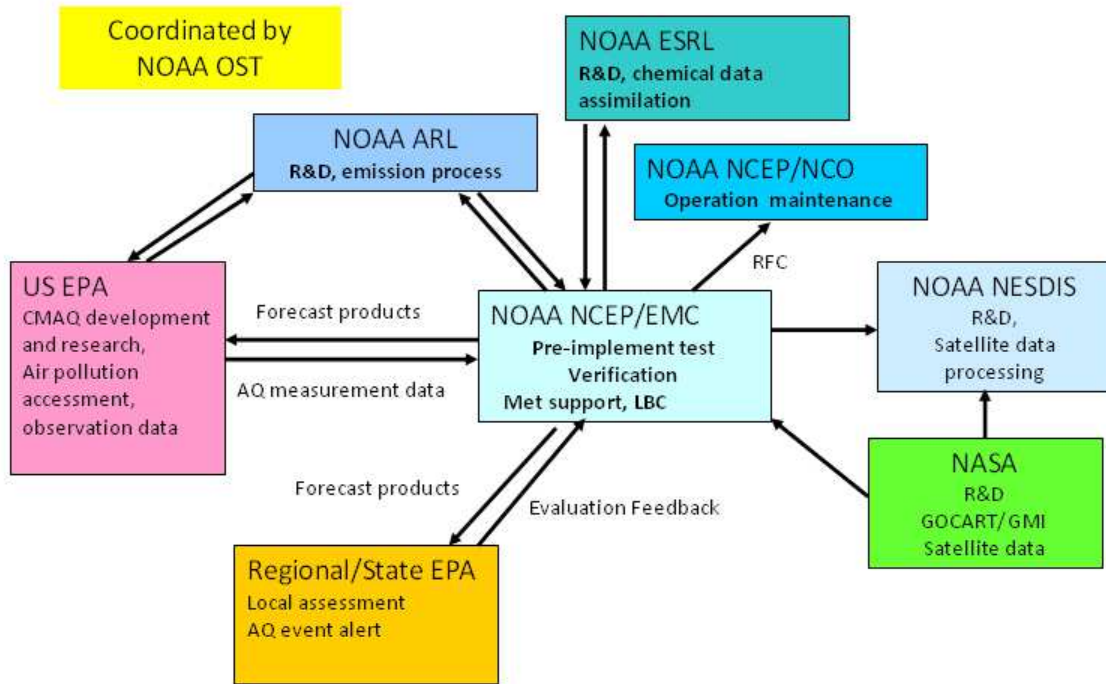 Coordinated by
NOAA OST
NOAA ESRL
R&D, chemical data
assimilation
NOAA ARL
R&D, emission process
NOAA NCEP/NCO
Operation maintenance
RFC
US EPA
CMAQ development
and research,
Air pollution
accessment,
observation data
Forecast products
AQ measurement data
NOAA NCEP/EMC
Pre-implement test
Verification
Met support, LBC
NOAA NESDIS
R&D,
Satellite data
processing
NASA
R&D
GOCART/GMI
Satellite data
Forecast products
Evaluation Feedback
Regional/State EPA
Local assessment
AQ event alert